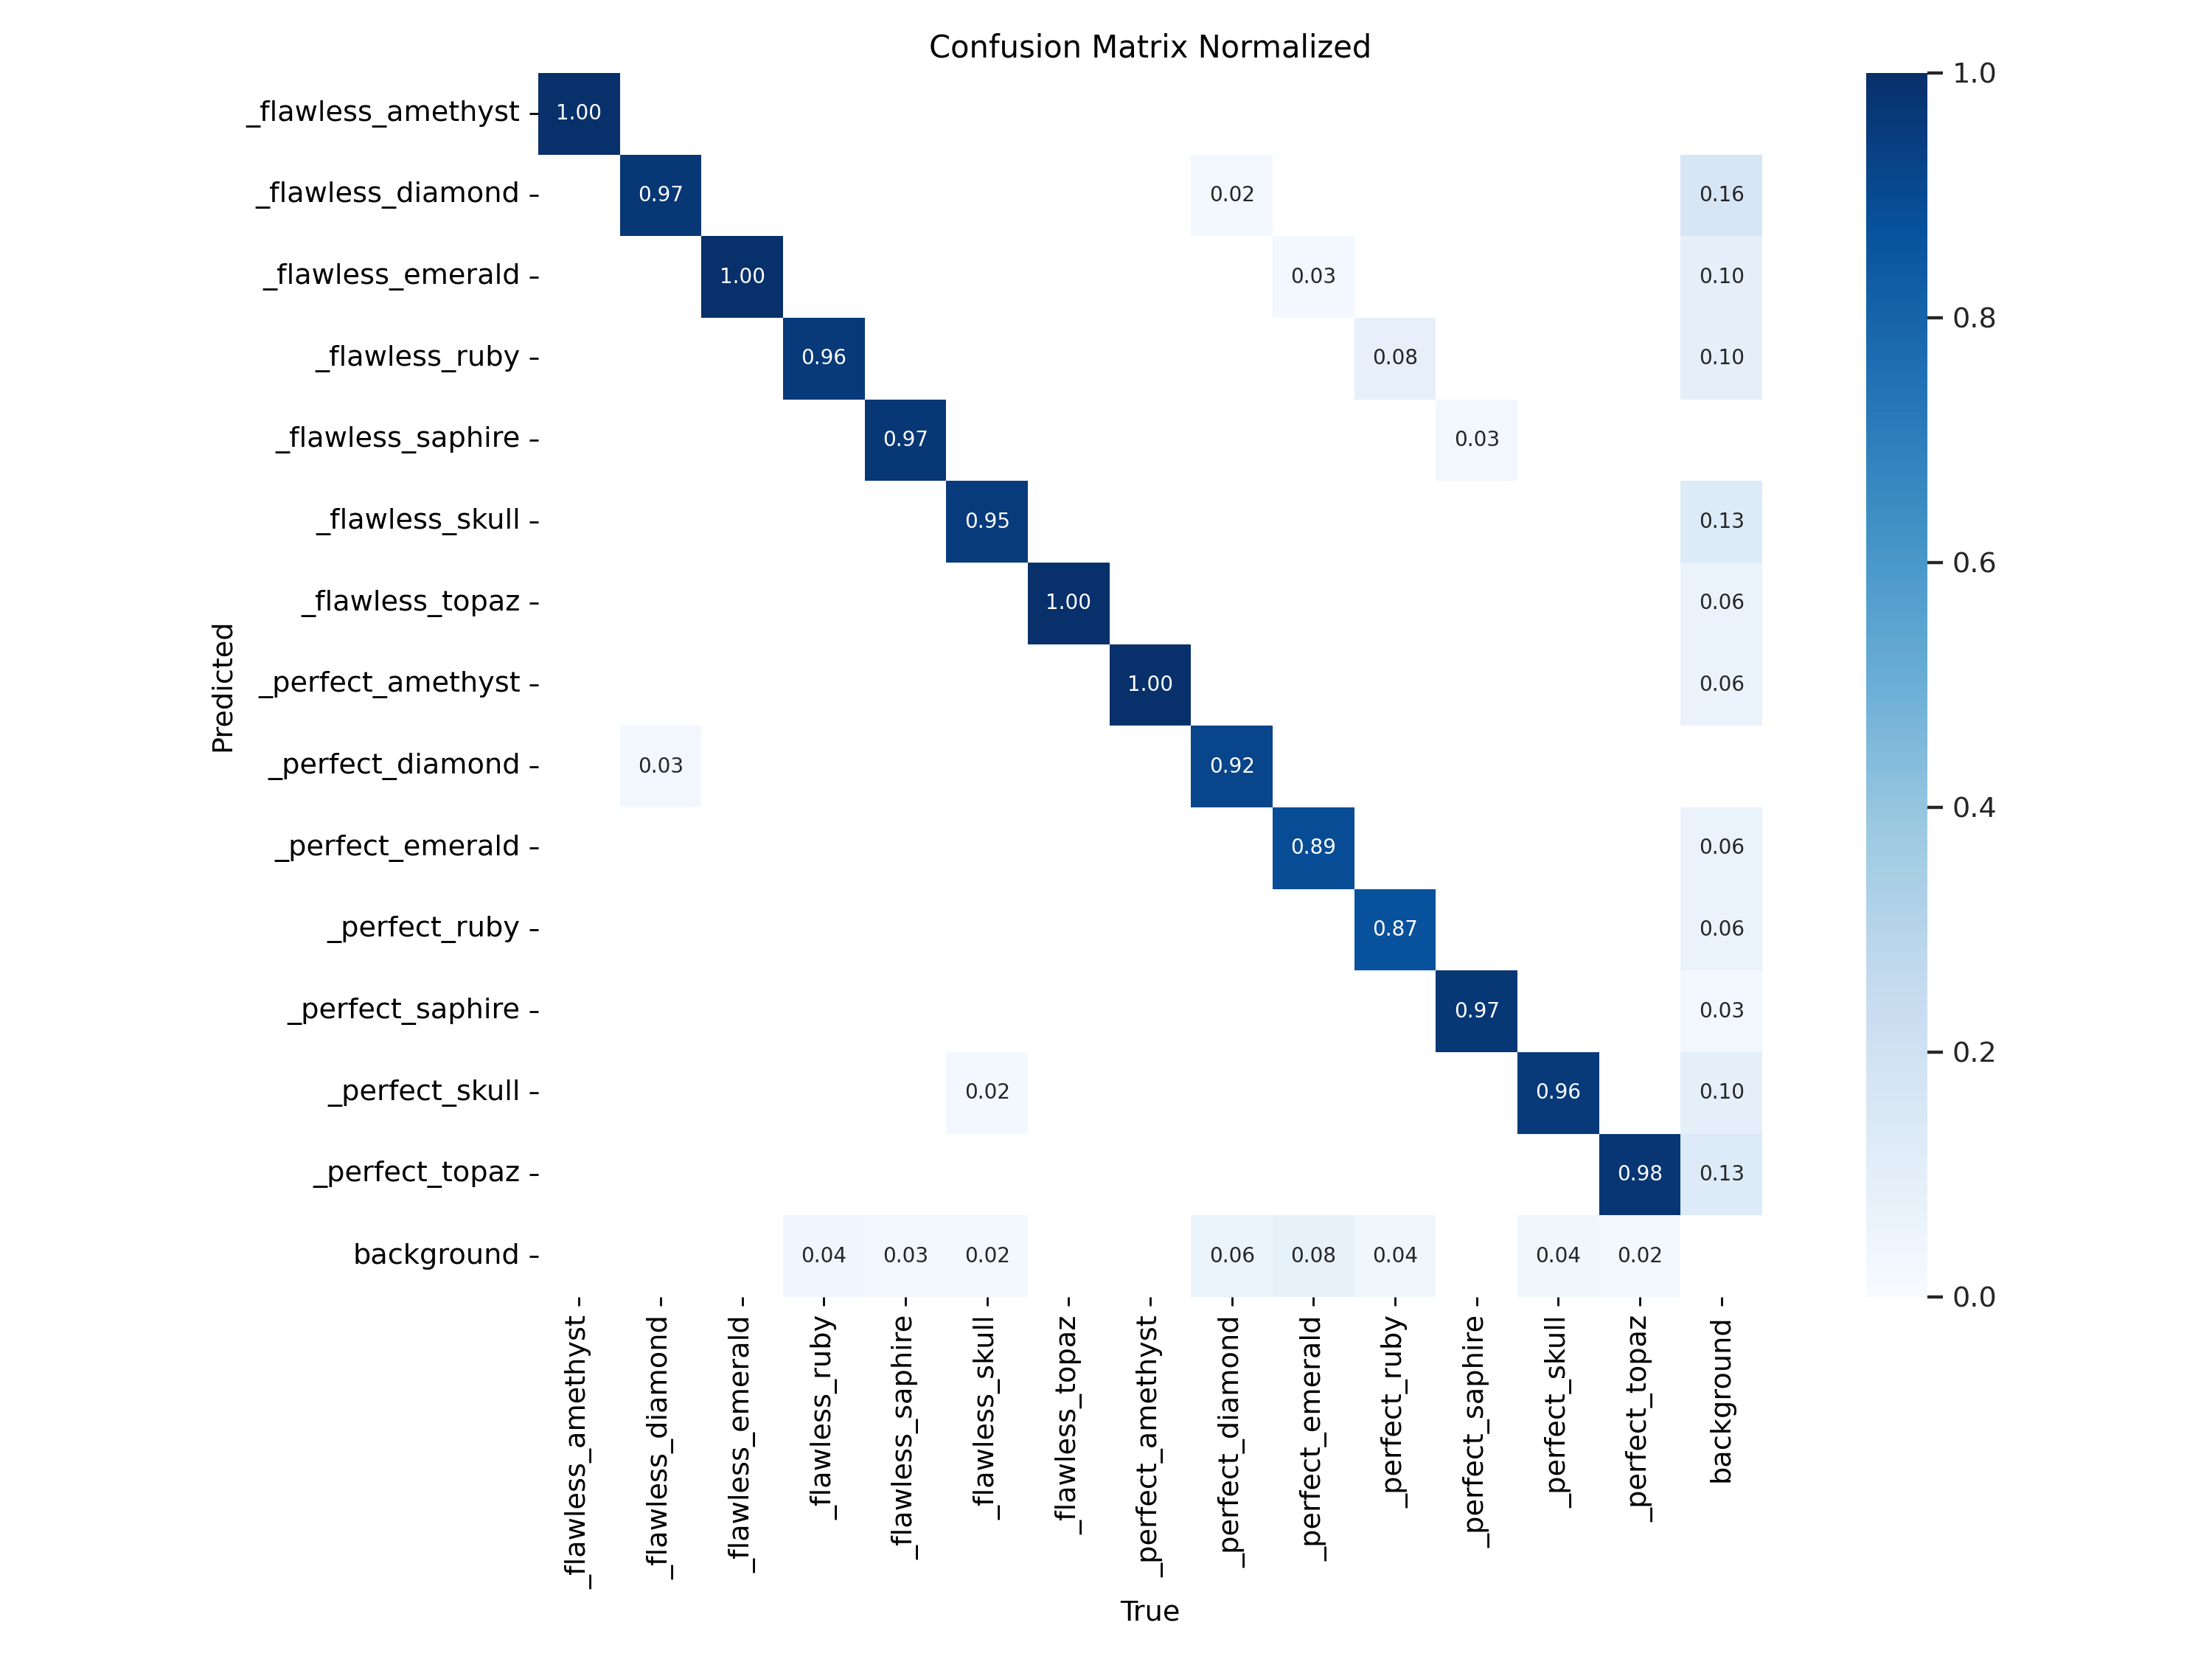 Confusion Matrix Normalized
_flawless_amethyst 1.00
_flawless_diamond 0.97 0.02 0.16
_flawless_emerald 1.00 0.03 0.10
_flawless_ruby 0.96 0.08 0.10
_flawless_saphire 0.97 0.03
_flawless_skull 0.95 0.13
_flawless_topaz 1.00 0.06
_perfect_amethyst 1.00 0.06
_perfect_diamond 0.03 0.92
_perfect_emerald 0.89 0.06
_perfect_ruby 0.87 0.06
_perfect_saphire 0.97 0.03
_perfect_skull 0.02 0.96 0.10
_perfect_topaz 0.98 0.13
background 0.04 0.03 0.02 0.06 0.08 0.04 0.04 0.02
Predicted
_flawless_amethyst
_flawless_diamond
_flawless_emerald
_flawless_ruby
_flawless_saphire
_flawless_skull
_flawless_topaz
_perfect_amethyst
_perfect_diamond
_perfect_emerald
_perfect_ruby
_perfect_saphire
_perfect_skull
_perfect_topaz
background
True
1.0
0.8
0.6
0.4
0.2
0.0